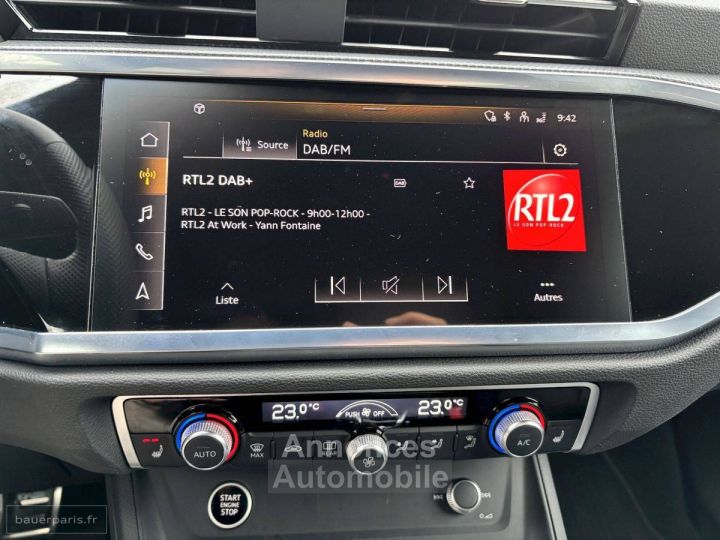 9:42
Radio
Source
DAB/FM
RTL2 DAB+
DAB
RTL2
LE SON POP-ROCK
RTL2 - LE SON POP-ROCK - 9h00-12h00 -
RTL2 At Work - Yann Fontaine
Liste
Autres
23.0°C
PUSH OFF
23.0°C
AUTO
MAX
REAR
A/C
START
ENGINE
STOP
Annonces
Automobile
bauerparis.fr